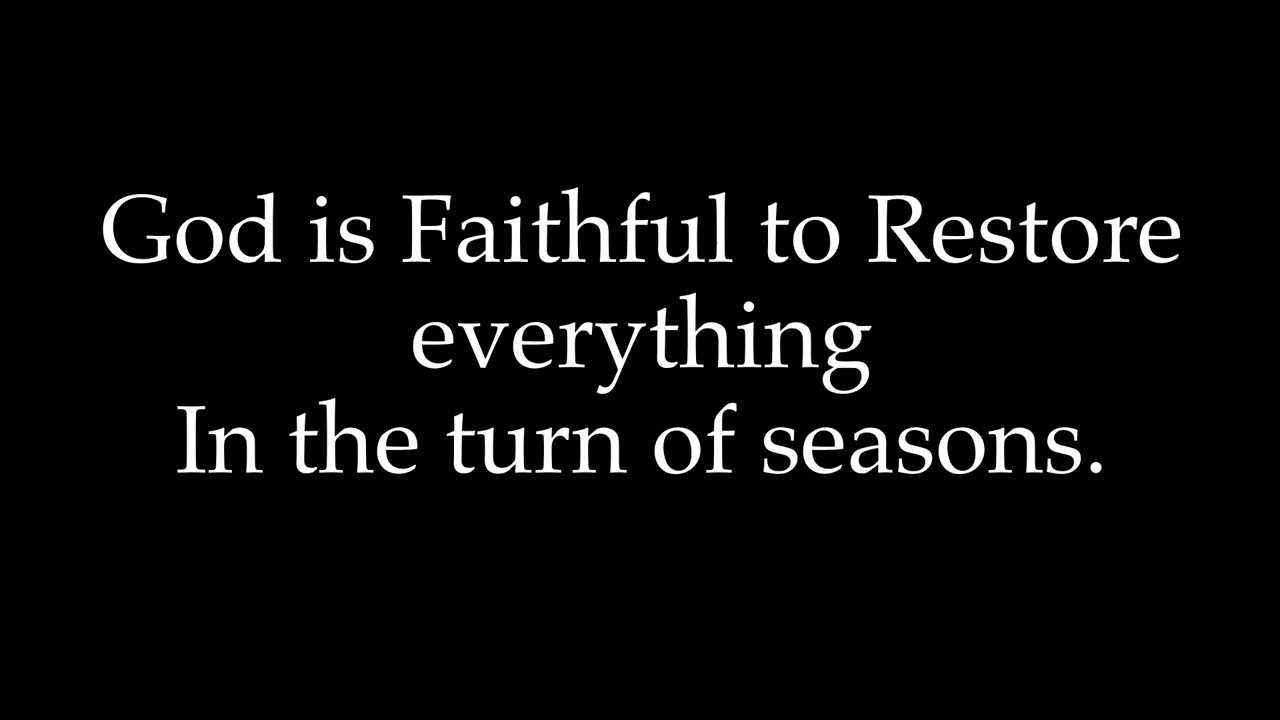 God is Faithful to Restore
everything
In the turn of seasons.